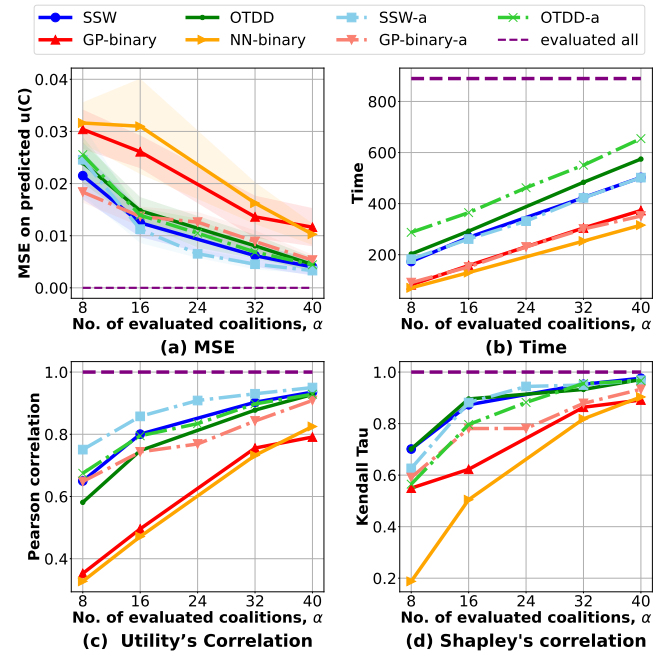 SSW
OTDD
SSW-a
OTDD-a
GP-binary
NN-binary
GP-binary-a
evaluated all
MSE on predicted u(C)
0.04
0.03
0.02
0.01
0.00
8 16 24 32 40
No. of evaluated coalitions, α
(a) MSE
Time
800
600
400
200
8 16 24 32 40
No. of evaluated coalitions, α
(b) Time
Pearson correlation
1.0
0.8
0.6
0.4
8 16 24 32 40
No. of evaluated coalitions, α
(c) Utility’s Correlation
Kendall Tau
1.0
0.8
0.6
0.4
0.2
8 16 24 32 40
No. of evaluated coalitions, α
(d) Shapley's correlation